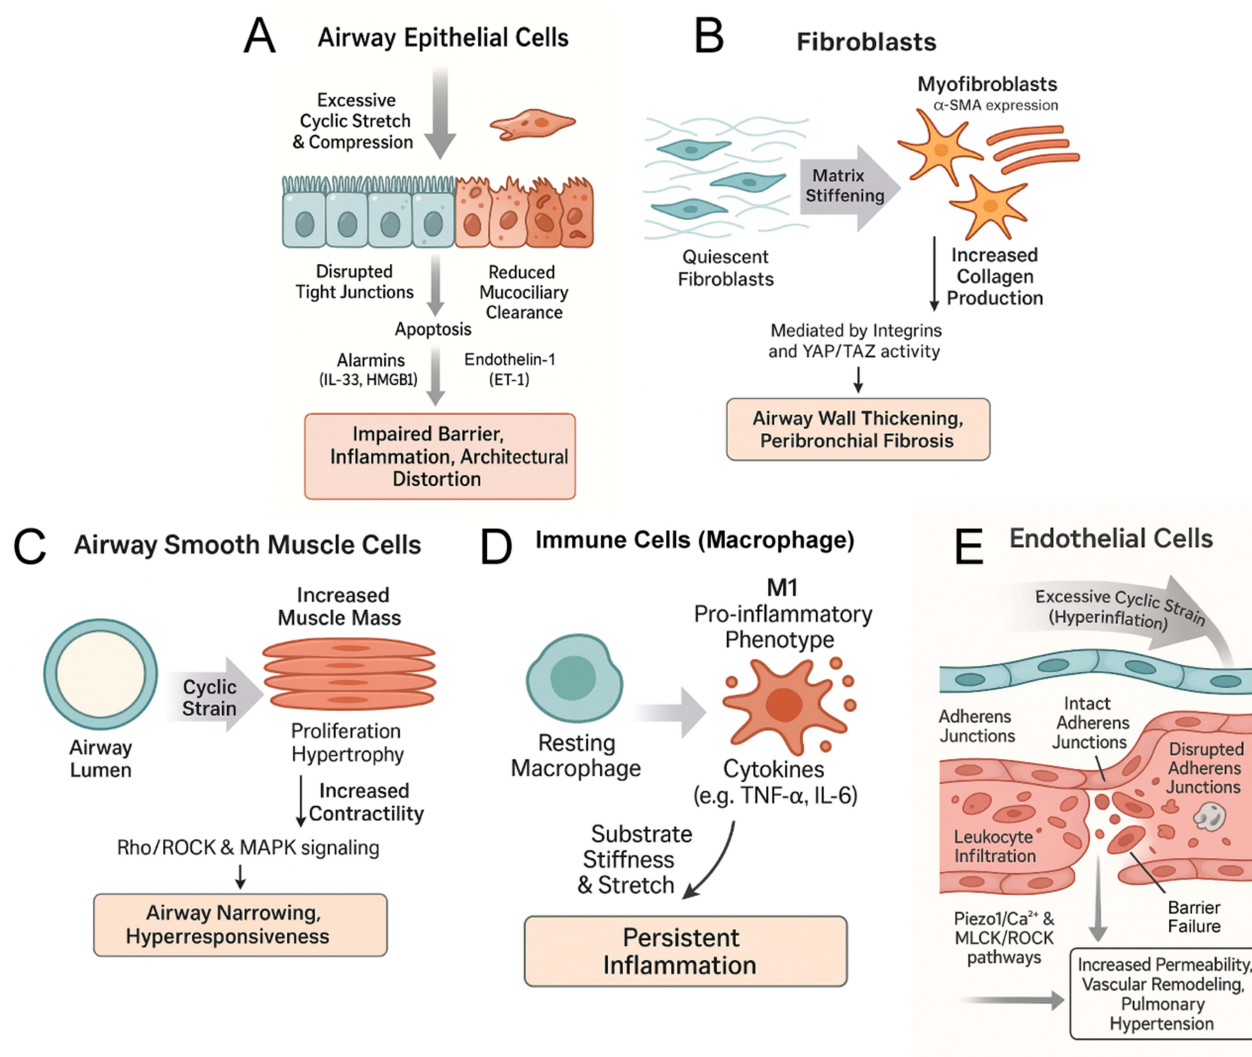 A
Airway Epithelial Cells
Excessive
Cyclic Stretch
& Compression
Disrupted
Tight Junctions
Reduced
Mucociliary
Clearance
Apoptosis
Alarmins
(IL-33, HMGB1)
Endothelin-1
(ET-1)
Impaired Barrier,
Inflammation, Architectural
Distortion
B
Fibroblasts
Myofibroblasts
α-SMA expression
Matrix
Stiffening
Quiescent
Fibroblasts
Increased
Collagen
Production
Mediated by Integrins
and YAP/TAZ activity
Airway Wall Thickening,
Peribronchial Fibrosis
C
Airway Smooth Muscle Cells
Increased
Muscle Mass
Cyclic
Strain
Airway
Lumen
Proliferation
Hypertrophy
Increased
Contractility
Rho/ROCK & MAPK signaling
Airway Narrowing,
Hyperresponsiveness
D
Immune Cells (Macrophage)
M1
Pro-inflammatory
Phenotype
Resting
Macrophage
Cytokines
(e.g. TNF-α, IL-6)
Substrate
Stiffness
& Stretch
Persistent
Inflammation
E
Endothelial Cells
Excessive Cyclic Strain
(Hyperinflation)
Adherens
Junctions
Intact
Adherens
Junctions
Disrupted
Adherens
Junctions
Leukocyte
Infiltration
Barrier
Failure
Piezo1/Ca²⁺ &
MLCK/ROCK
pathways
Increased Permeability,
Vascular Remodeling,
Pulmonary
Hypertension